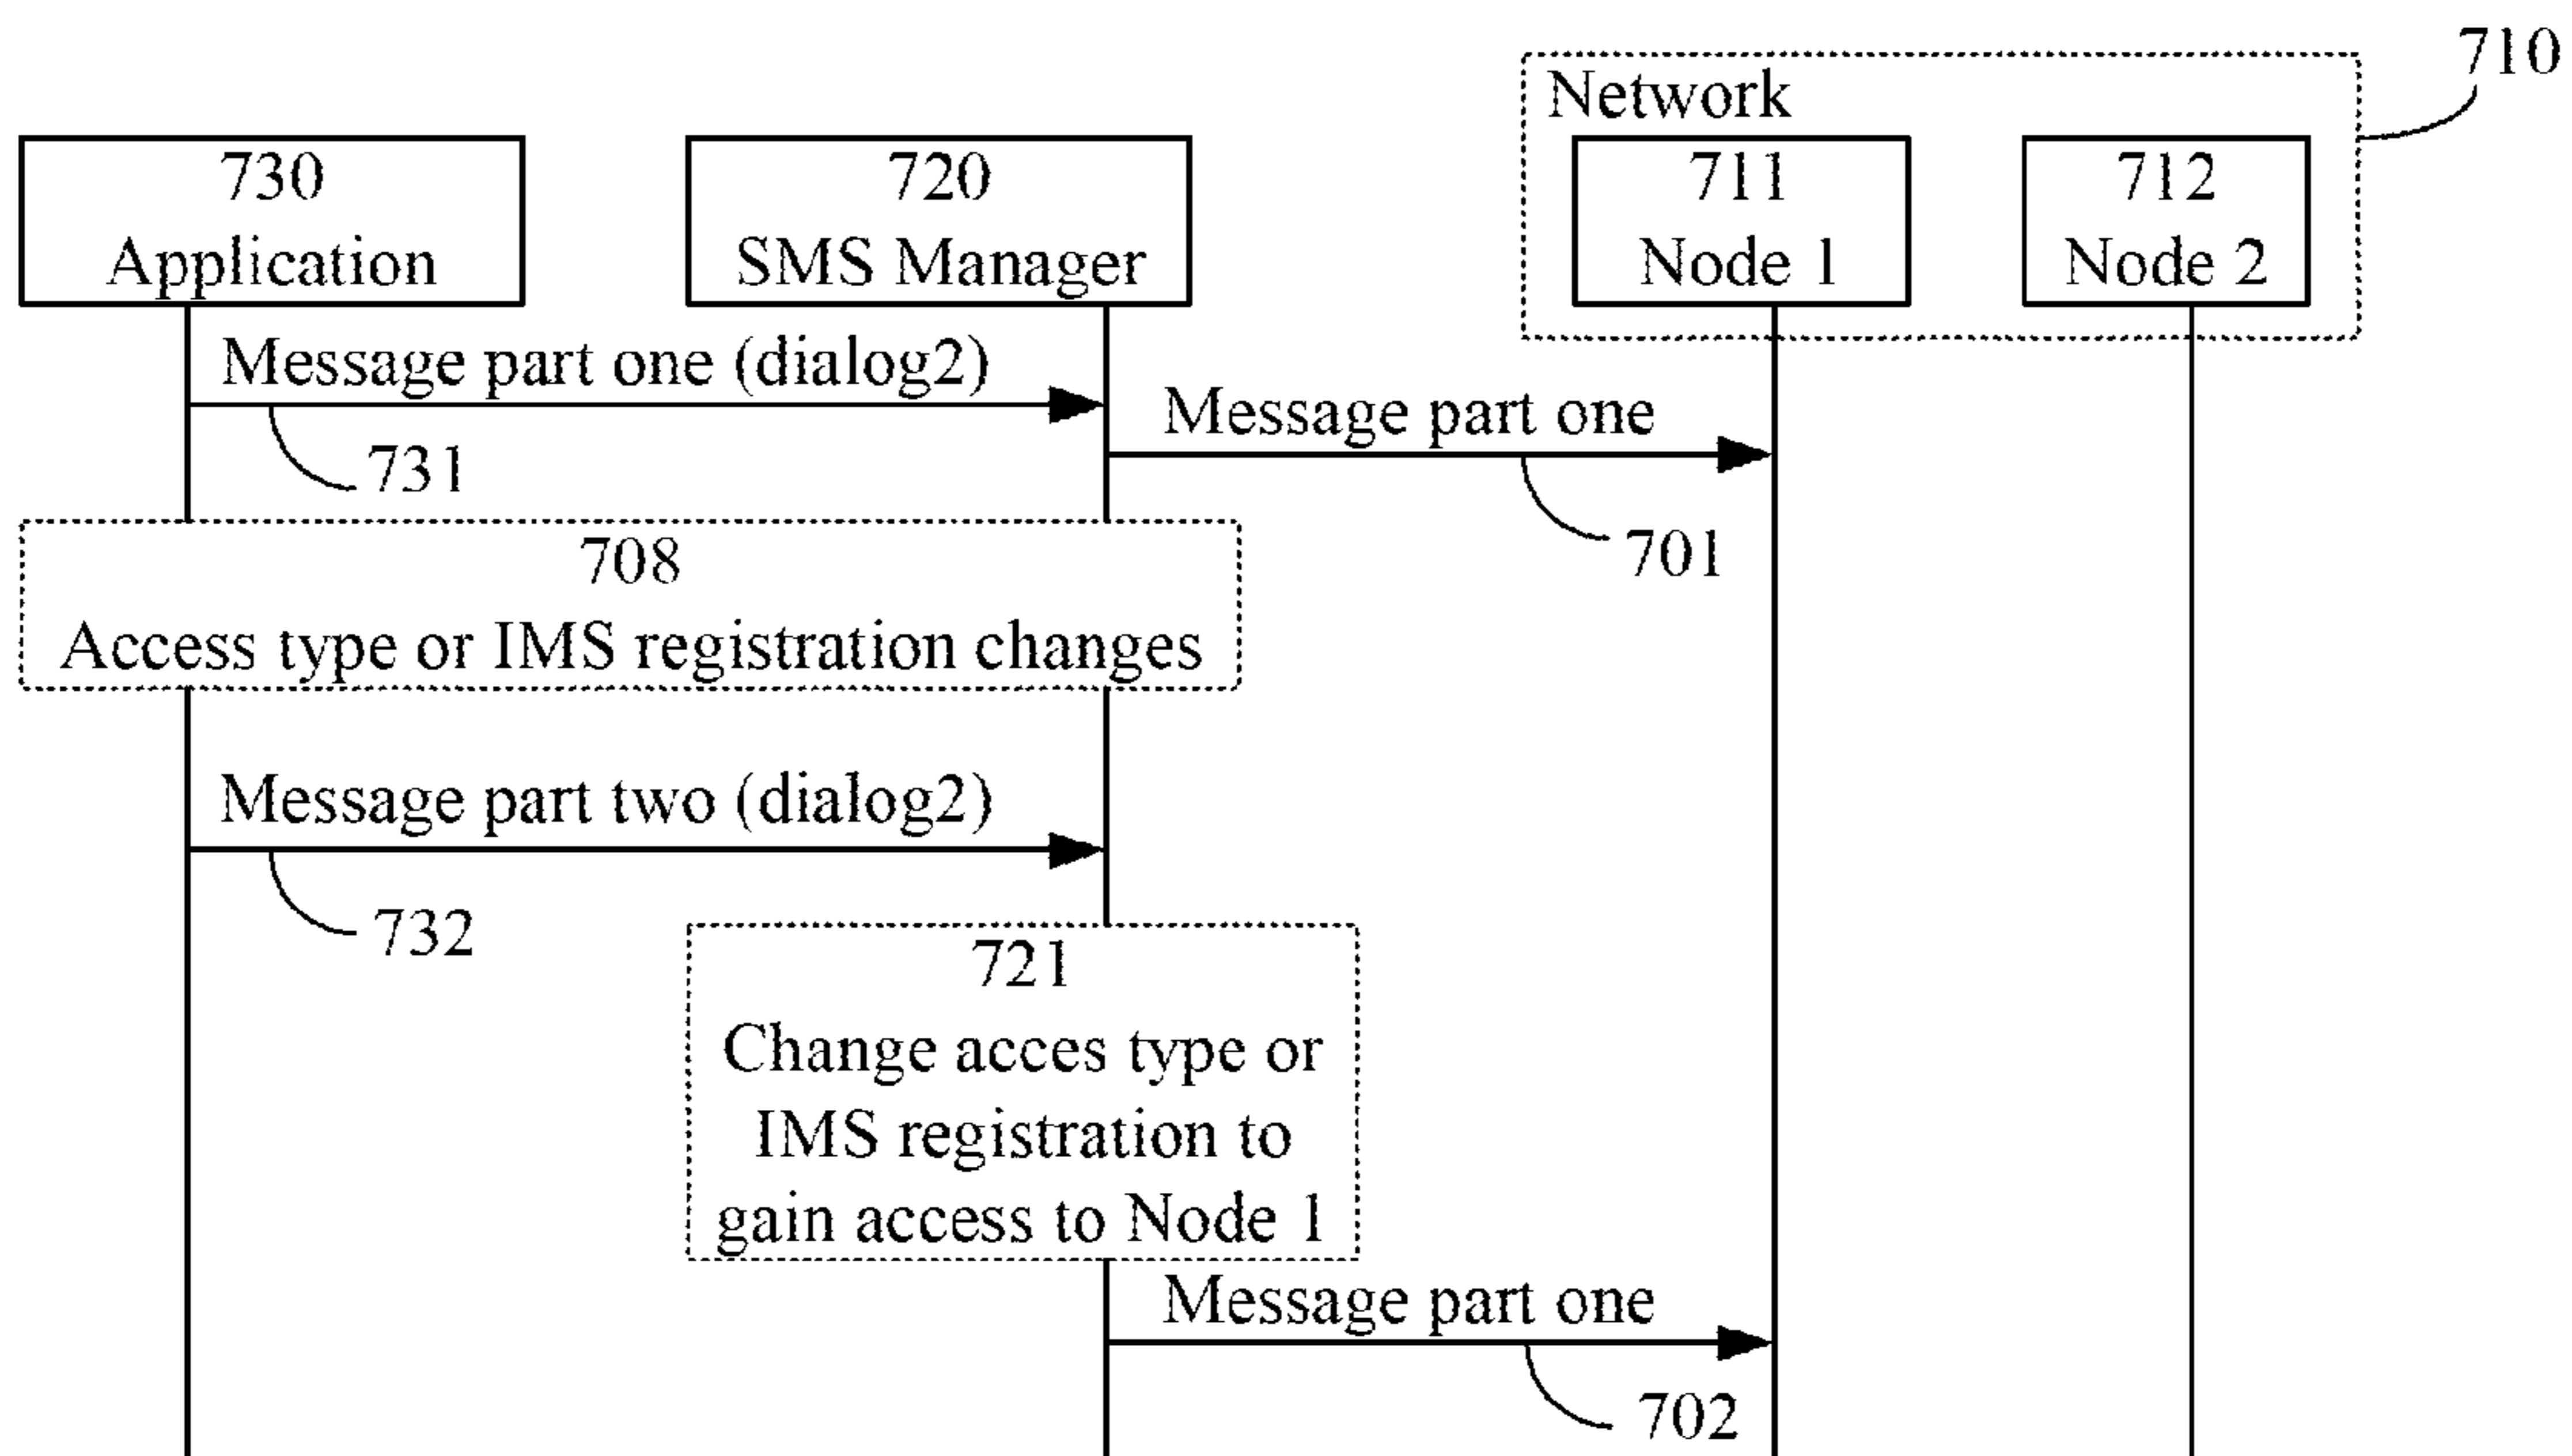 710
Network
730
Application
720
SMS Manager
711
Node 1
712
Node 2
Message part one (dialog2)
731
Message part one
701
708
Access type or IMS registration changes
Message part two (dialog2)
732
721
Change acces type or
IMS registration to
gain access to Node 1
Message part one
702